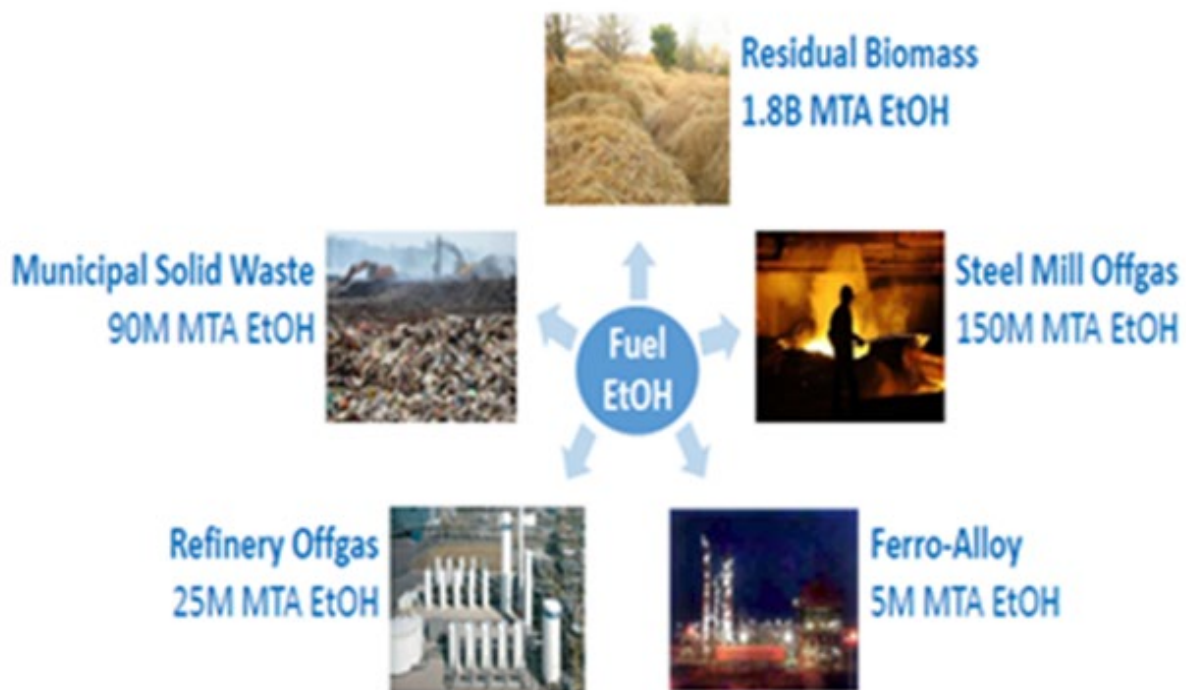 Residual Biomass
1.8B MTA EtOH
Municipal Solid Waste
90M MTA EtOH
Steel Mill Offgas
150M MTA EtOH
Fuel
EtOH
Refinery Offgas
25M MTA EtOH
Ferro-Alloy
5M MTA EtOH